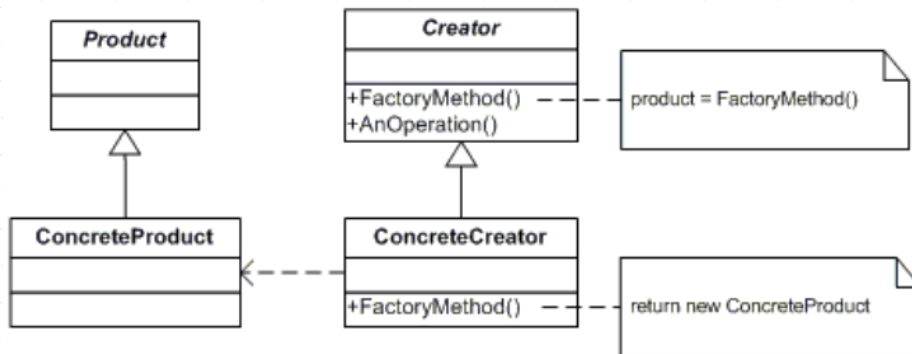 Product
Creator
+FactoryMethod()
+AnOperation()
product = FactoryMethod()
ConcreteProduct
ConcreteCreator
+FactoryMethod()
return new ConcreteProduct